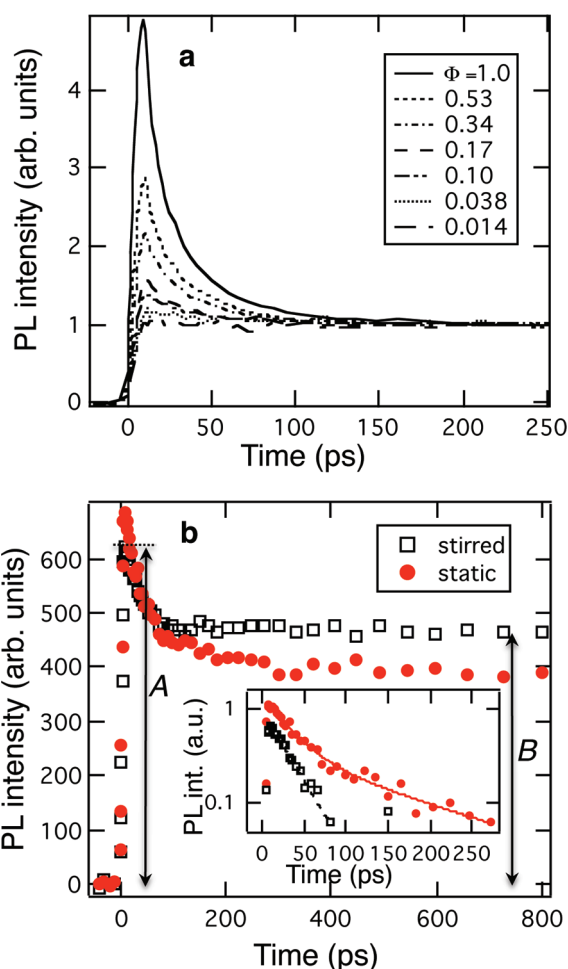 a
PL intensity (arb. units)
4
3
2
1
0
Φ =1.0
0.53
0.34
0.17
0.10
0.038
0.014
0 50 100 150 200 250
Time (ps)
b
PL intensity (arb. units)
600
500
400
300
200
100
0
stirred
static
A
B
PL int. (a.u.)
1
0.1
0 50 100 150 200 250
Time (ps)
0 200 400 600 800
Time (ps)